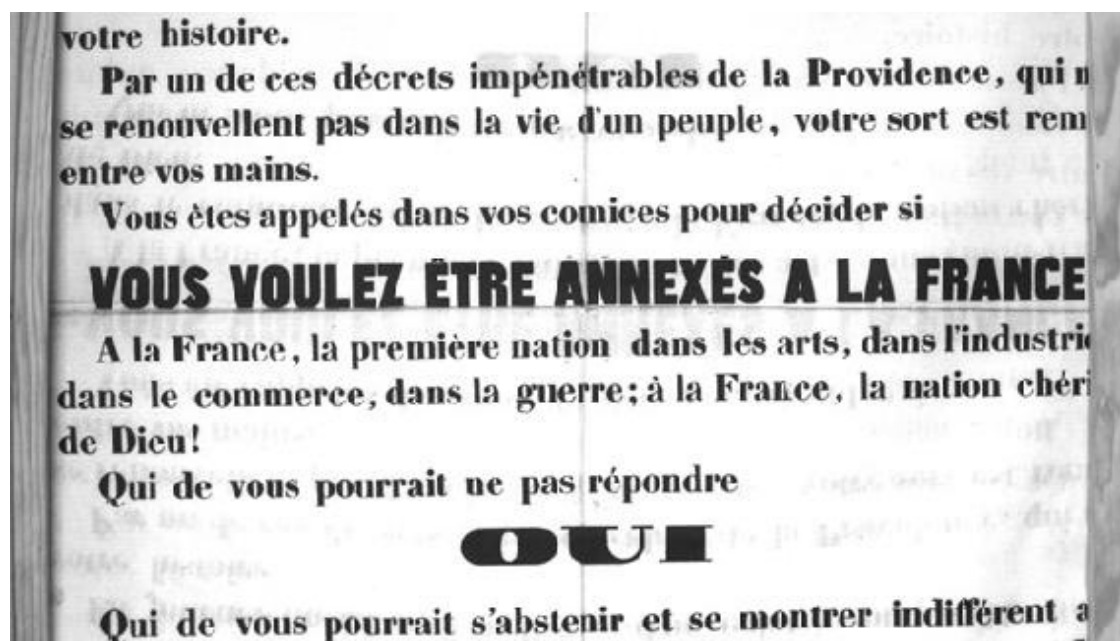 votre histoire.
Par un de ces décrets impénétrables de la Providence, qui n
se renouvellent pas dans la vie d'un peuple, votre sort est rem
entre vos mains.
Vous êtes appelés dans vos comices pour décider si
VOUS VOULEZ ÊTRE ANNEXÉS A LA FRANCE
A la France, la première nation dans les arts, dans l'industri
dans le commerce, dans la guerre; à la France, la nation chéri
de Dieu!
Qui de vous pourrait ne pas répondre
OUI
Qui de vous pourrait s'abstenir et se montrer indifférent a